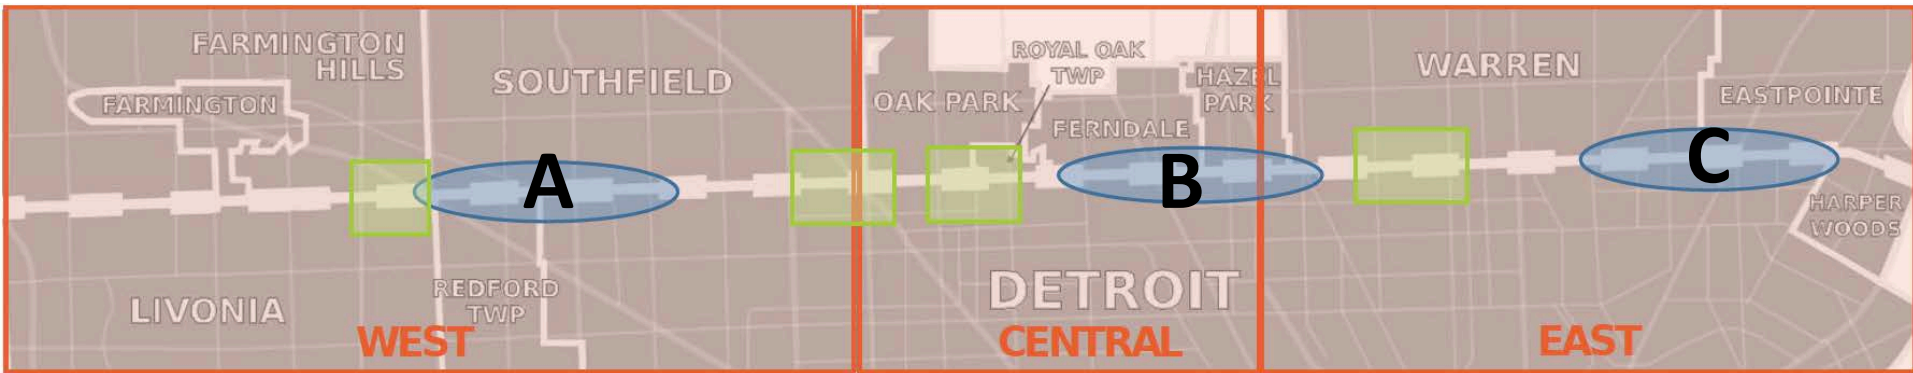 FARMINGTON
HILLS
FARMINGTON
SOUTHFIELD
LIVONIA
REDFORD
TWP
WEST
A
ROYAL OAK
TWP
OAK PARK
HAZEL
PARK
FERNDALE
B
DETROIT
CENTRAL
WARREN
EASTPOINTE
C
HARPER
WOODS
EAST